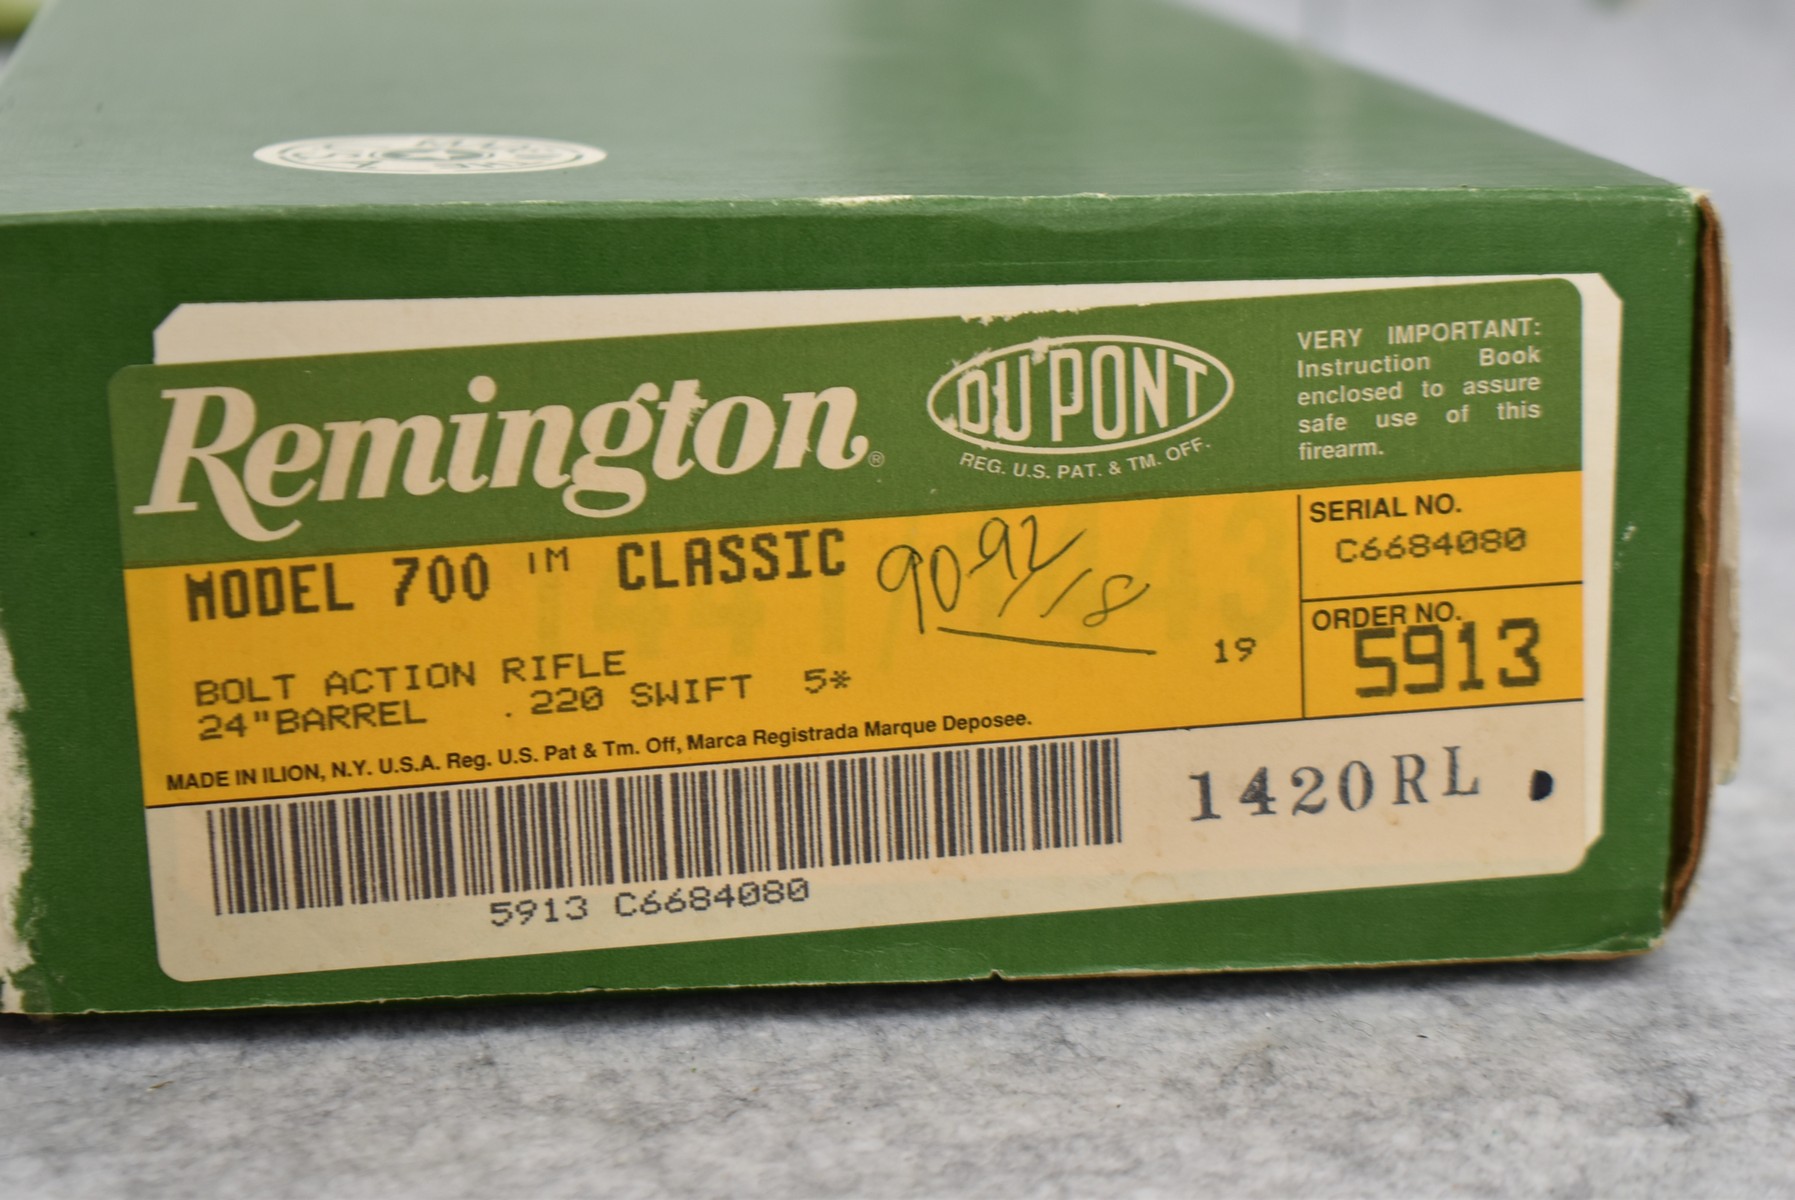 Remington®
DU PONT
REG. U.S. PAT. & TM. OFF.
VERY IMPORTANT:
Instruction Book
enclosed to assure
safe use of this
firearm.
MODEL 700 ™ CLASSIC
9092/18
BOLT ACTION RIFLE
24"BARREL .220 SWIFT 5*
19
SERIAL NO.
C6684080
ORDER NO.
5913
MADE IN ILION, N.Y. U.S.A. Reg. U.S. Pat & Tm. Off, Marca Registrada Marque Deposee.
5913 C6684080
1420RL